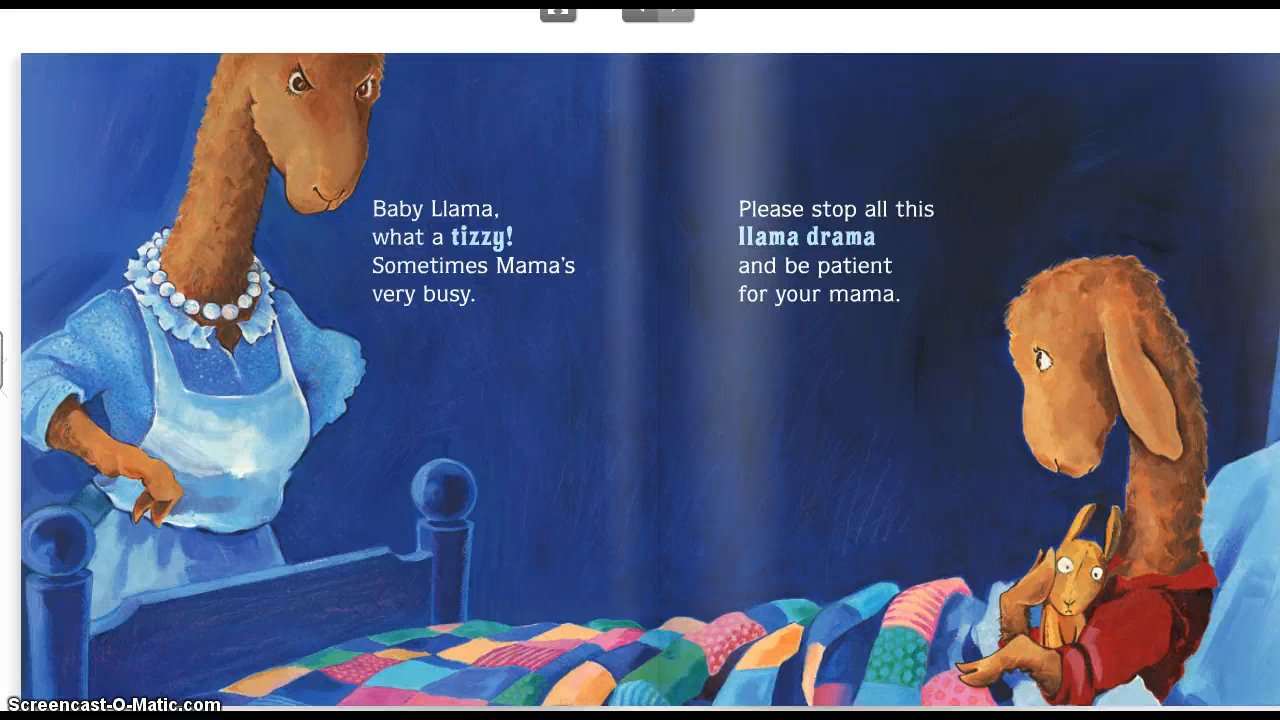 Baby Llama,
what a tizzy!
Sometimes Mama's
very busy.
Please stop all this
llama drama
and be patient
for your mama.
Screencast-O-Matic.com